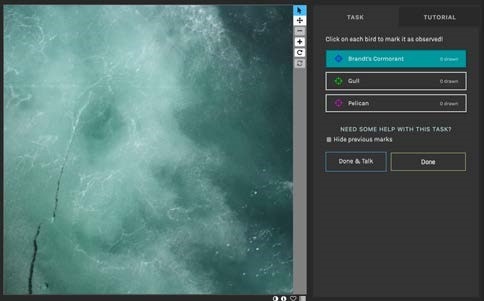 TASK
TUTORIAL
Click on each bird to mark it as observed!
Brandt's Cormorant
0 drawn
Gull
0 drawn
Pelican
0 drawn
NEED SOME HELP WITH THIS TASK?
Hide previous marks
Done & Talk
Done